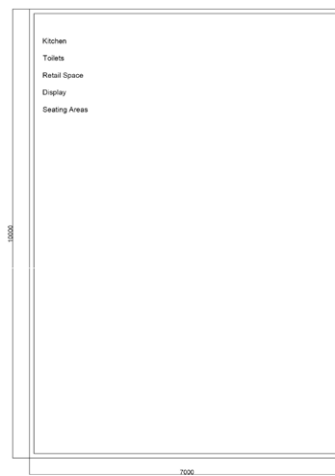 Kitchen
Toilets
Retail Space
Display
Seating Areas
10000
7000